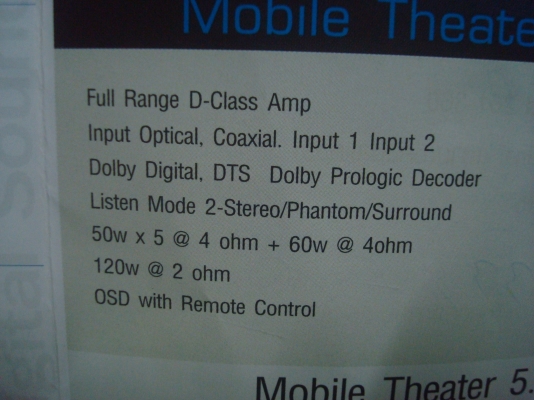 Mobile Theate
Full Range D-Class Amp
Input Optical, Coaxial. Input 1 Input 2
Dolby Digital, DTS Dolby Prologic Decoder
Listen Mode 2-Stereo/Phantom/Surround
50w x 5 @ 4 ohm + 60w @ 4ohm
120w @ 2 ohm
OSD with Remote Control
Mobile Theater 5.